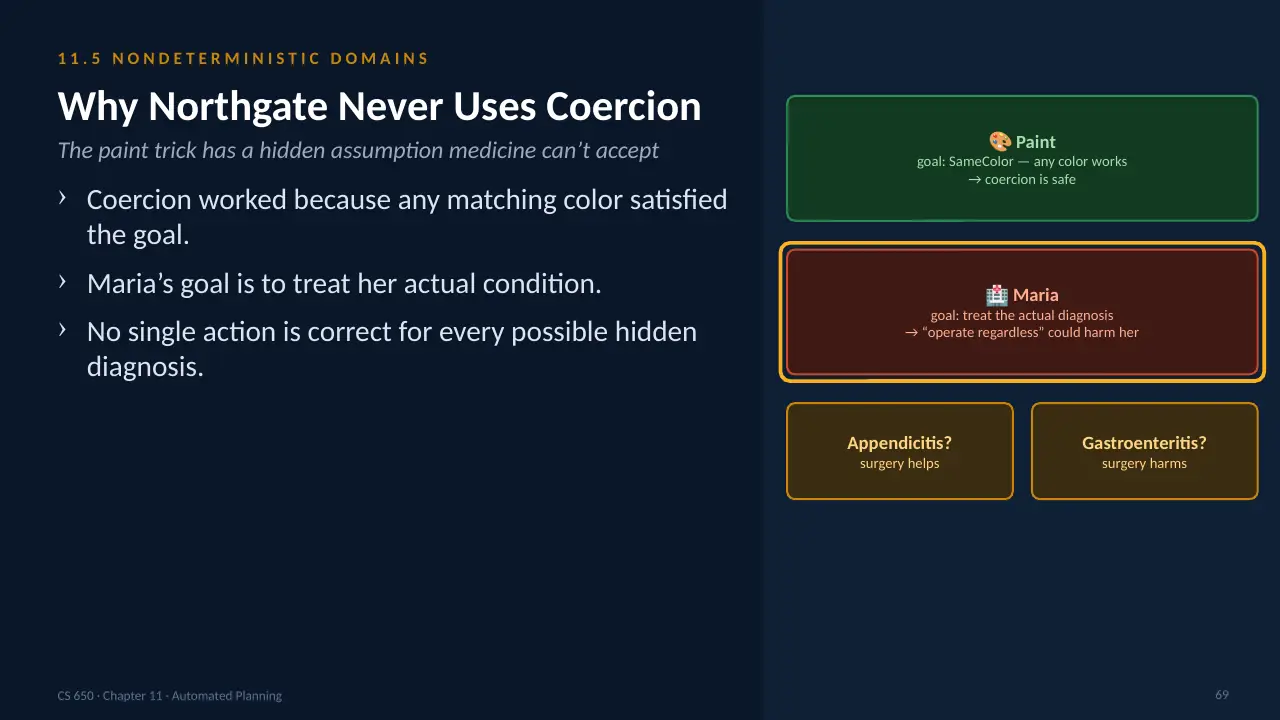 11.5 NONDETERMINISTIC DOMAINS
Why Northgate Never Uses Coercion
The paint trick has a hidden assumption medicine can’t accept
› Coercion worked because any matching color satisfied
the goal.
› Maria’s goal is to treat her actual condition.
› No single action is correct for every possible hidden
diagnosis.
🎨 Paint
goal: SameColor — any color works
→ coercion is safe
🏥 Maria
goal: treat the actual diagnosis
→ “operate regardless” could harm her
Appendicitis?
surgery helps
Gastroenteritis?
surgery harms
CS 650 · Chapter 11 · Automated Planning
69